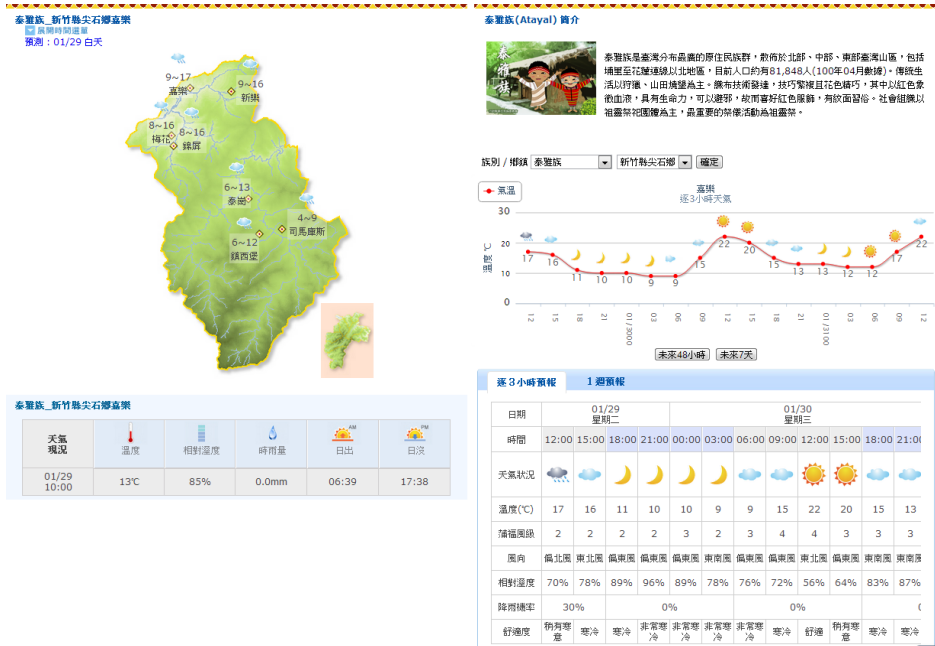 泰雅族_新竹縣尖石鄉嘉樂
展開時間選單
預測：01/29 白天
9~17
嘉樂
9~16
新樂
8~16
梅花
8~16
錦屏
6~13
泰崗
4~9
司馬庫斯
6~12
鎮西堡
泰雅族_新竹縣尖石鄉嘉樂
天氣現況 溫度 相對溼度 時雨量 日出 日沒
AM PM
01/29 10:00 13℃ 85% 0.0mm 06:39 17:38
泰雅族(Atayal) 簡介
泰雅族
泰雅族是臺灣分布最廣的原住民族群，散佈於北部、中部、東部臺灣山區，包括
埔里至花蓮連線以北地區，目前人口約有81,848人(100年04月數據)。傳統生
活以狩獵、山田燒墾為主。織布技術發達，技巧繁複且花色精巧，其中以紅色象
徵血液，具有生命力，可以避邪，故而喜好紅色服飾，有紋面習俗。社會組織以
祖靈祭祀團體為主，最重要的祭儀活動為祖靈祭。
族別 / 鄉鎮 泰雅族 新竹縣尖石鄉 確定
氣溫
嘉樂
逐3小時天氣
溫度℃
30
20
10
0
17 16 11 10 10 9 9 15 22 20 15 13 13 12 12 17 22
12 15 18 21 01/3000 03 06 09 12 15 18 21 01/3100 03 06 09 12
未來48小時 未來7天
逐3小時預報 1週預報
日期 01/29 星期二 01/30 星期三
時間 12:00 15:00 18:00 21:00 00:00 03:00 06:00 09:00 12:00 15:00 18:00 21:00
天氣狀況
溫度(℃) 17 16 11 10 10 9 9 15 22 20 15 13
蒲福風級 2 2 2 2 3 2 3 4 4 3 3 3
風向 偏北風 東北風 偏東風 偏東風 偏東風 東南風 偏東風 偏東風 東北風 偏東風 東南風 東南風
相對溼度 70% 78% 89% 96% 89% 78% 76% 72% 56% 64% 83% 87%
降雨機率 30% 0% 0%
舒適度 稍有寒意 寒冷 寒冷 非常寒冷 非常寒冷 非常寒冷 非常寒冷 寒冷 舒適 稍有寒意 寒冷 寒冷